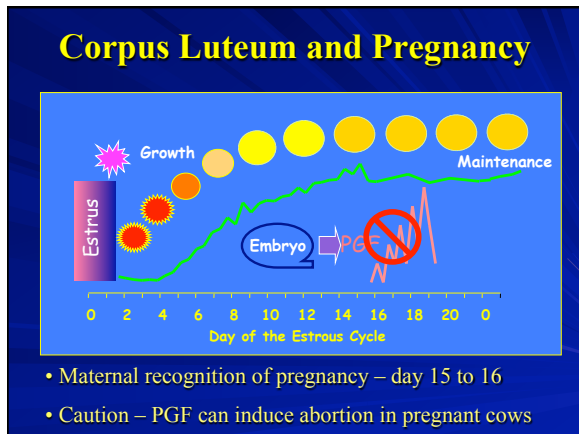 Corpus Luteum and Pregnancy
Growth
Maintenance
Estrus
Embryo
PGF
0 2 4 6 8 10 12 14 16 18 20 0
Day of the Estrous Cycle
• Maternal recognition of pregnancy – day 15 to 16
• Caution – PGF can induce abortion in pregnant cows